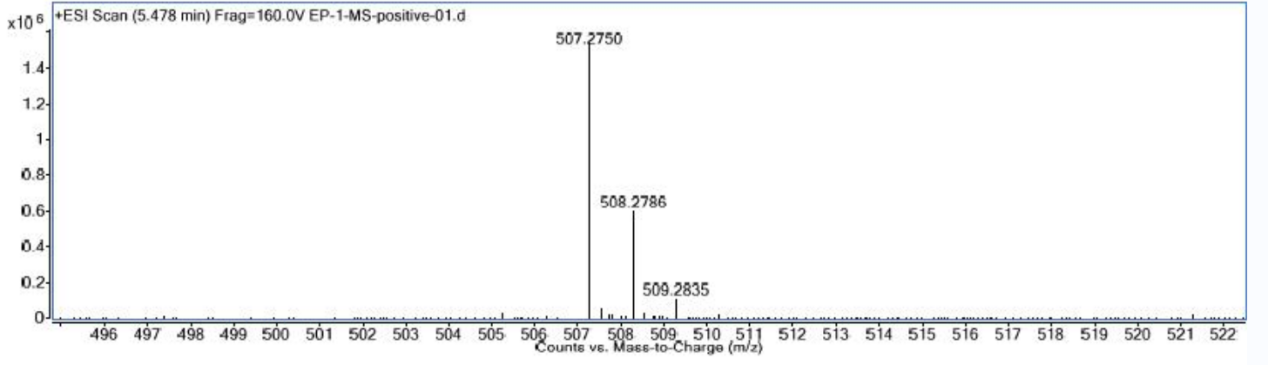 +ESI Scan (5.478 min) Frag=160.0V EP-1-MS-positive-01.d
x10 6
507.2750
1.4
1.2
1
0.8
508.2786
0.6
0.4
509.2835
0.2
0
496 497 498 499 500 501 502 503 504 505 506 507 508 509 510 511 512 513 514 515 516 517 518 519 520 521 522
Counts vs. Mass-to-Charge (m/z)